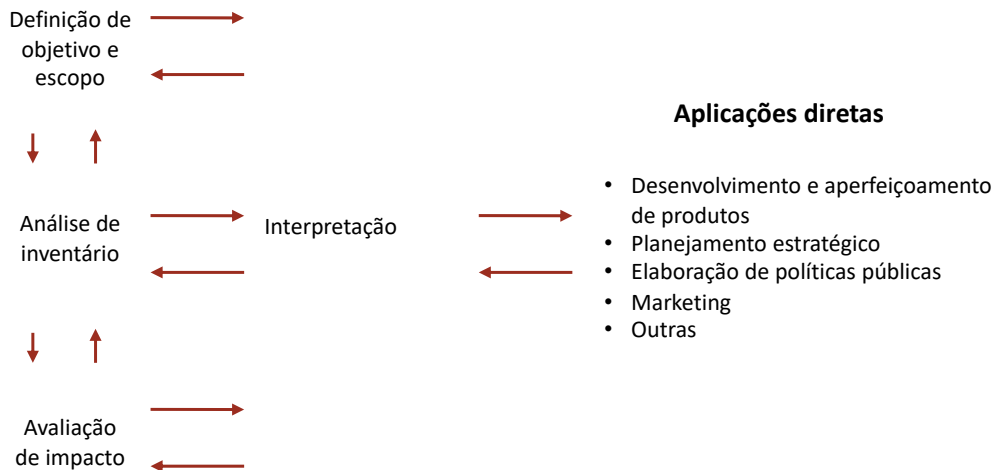 Definição de
objetivo e
escopo
Aplicações diretas
• Desenvolvimento e aperfeiçoamento
de produtos
• Planejamento estratégico
• Elaboração de políticas públicas
• Marketing
• Outras
Análise de
inventário
Interpretação
Avaliação
de impacto